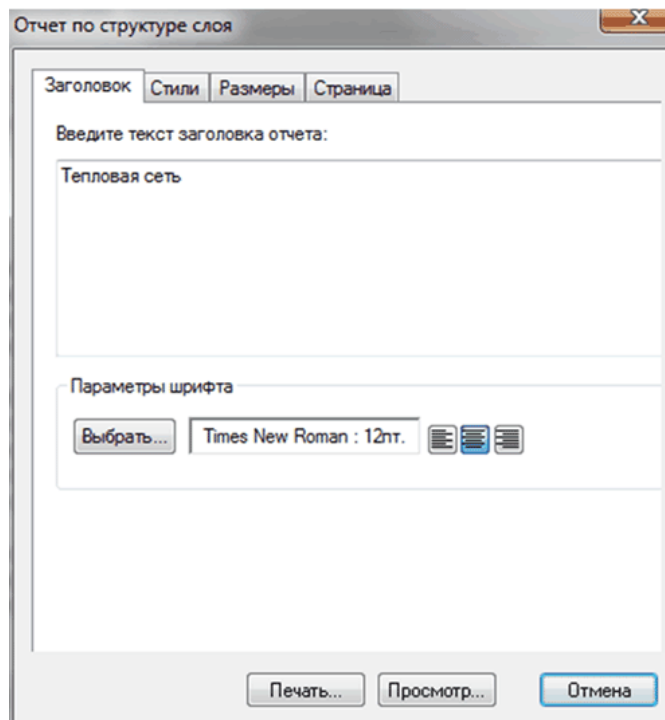 Отчет по структуре слоя
Заголовок Стили Размеры Страница
Введите текст заголовка отчета:
Тепловая сеть
Параметры шрифта
Выбрать... Times New Roman : 12пт.
Печать... Просмотр... Отмена